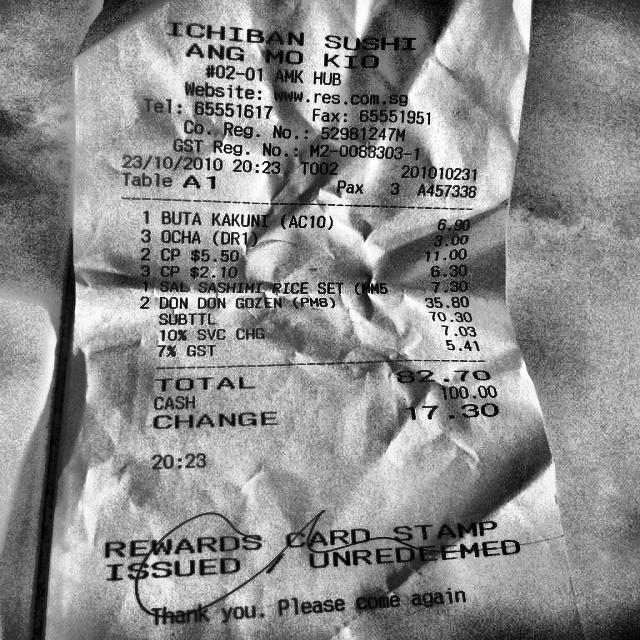 ICHIBAN SUSHI
ANG MO KIO
#02-01 AMK HUB
Website: www.res.com.sg
Tel: 65551617 Fax: 65551951
Co. Reg. No.: 52981247M
GST Reg. No.: M2-0088303-1
23/10/2010 20:23 T002 201010231
Table A1 Pax 3 A457338
1 BUTA KAKUNI (AC10) 6.90
3 OCHA (DR1) 3.00
2 CP $5.50 11.00
3 CP $2.10 6.30
1 SAL SASHIMI RICE SET (MM5 7.30
2 DON DON GOZEN (PM8) 35.80
SUBTTL 70.30
10% SVC CHG 7.03
7% GST 5.41
TOTAL 82.70
CASH 100.00
CHANGE 17.30
20:23
REWARDS CARD STAMP
ISSUED / UNREDEEMED
Thank you. Please come again